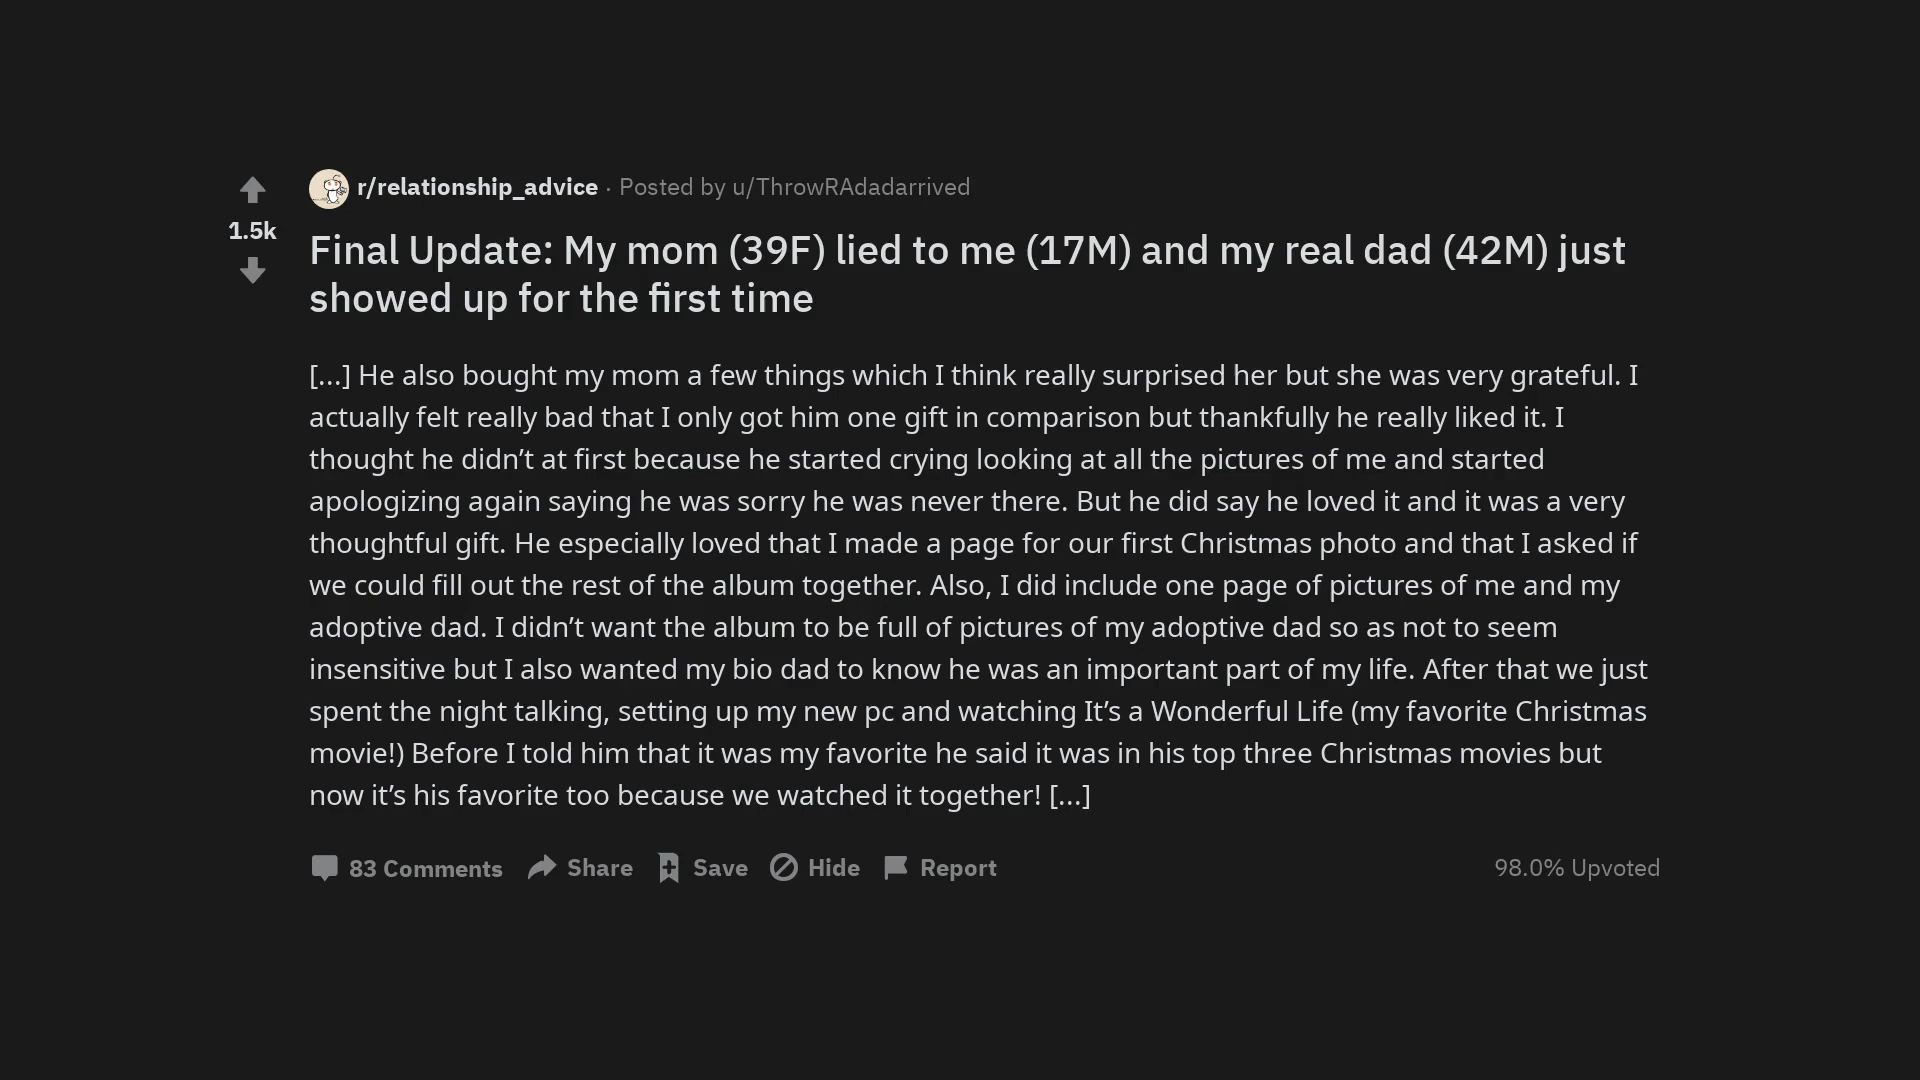 r/relationship_advice · Posted by u/ThrowRAdadarrived
1.5k
Final Update: My mom (39F) lied to me (17M) and my real dad (42M) just
showed up for the first time
[...] He also bought my mom a few things which I think really surprised her but she was very grateful. I
actually felt really bad that I only got him one gift in comparison but thankfully he really liked it. I
thought he didn’t at first because he started crying looking at all the pictures of me and started
apologizing again saying he was sorry he was never there. But he did say he loved it and it was a very
thoughtful gift. He especially loved that I made a page for our first Christmas photo and that I asked if
we could fill out the rest of the album together. Also, I did include one page of pictures of me and my
adoptive dad. I didn’t want the album to be full of pictures of my adoptive dad so as not to seem
insensitive but I also wanted my bio dad to know he was an important part of my life. After that we just
spent the night talking, setting up my new pc and watching It’s a Wonderful Life (my favorite Christmas
movie!) Before I told him that it was my favorite he said it was in his top three Christmas movies but
now it’s his favorite too because we watched it together! [...]
83 Comments Share Save Hide Report 98.0% Upvoted